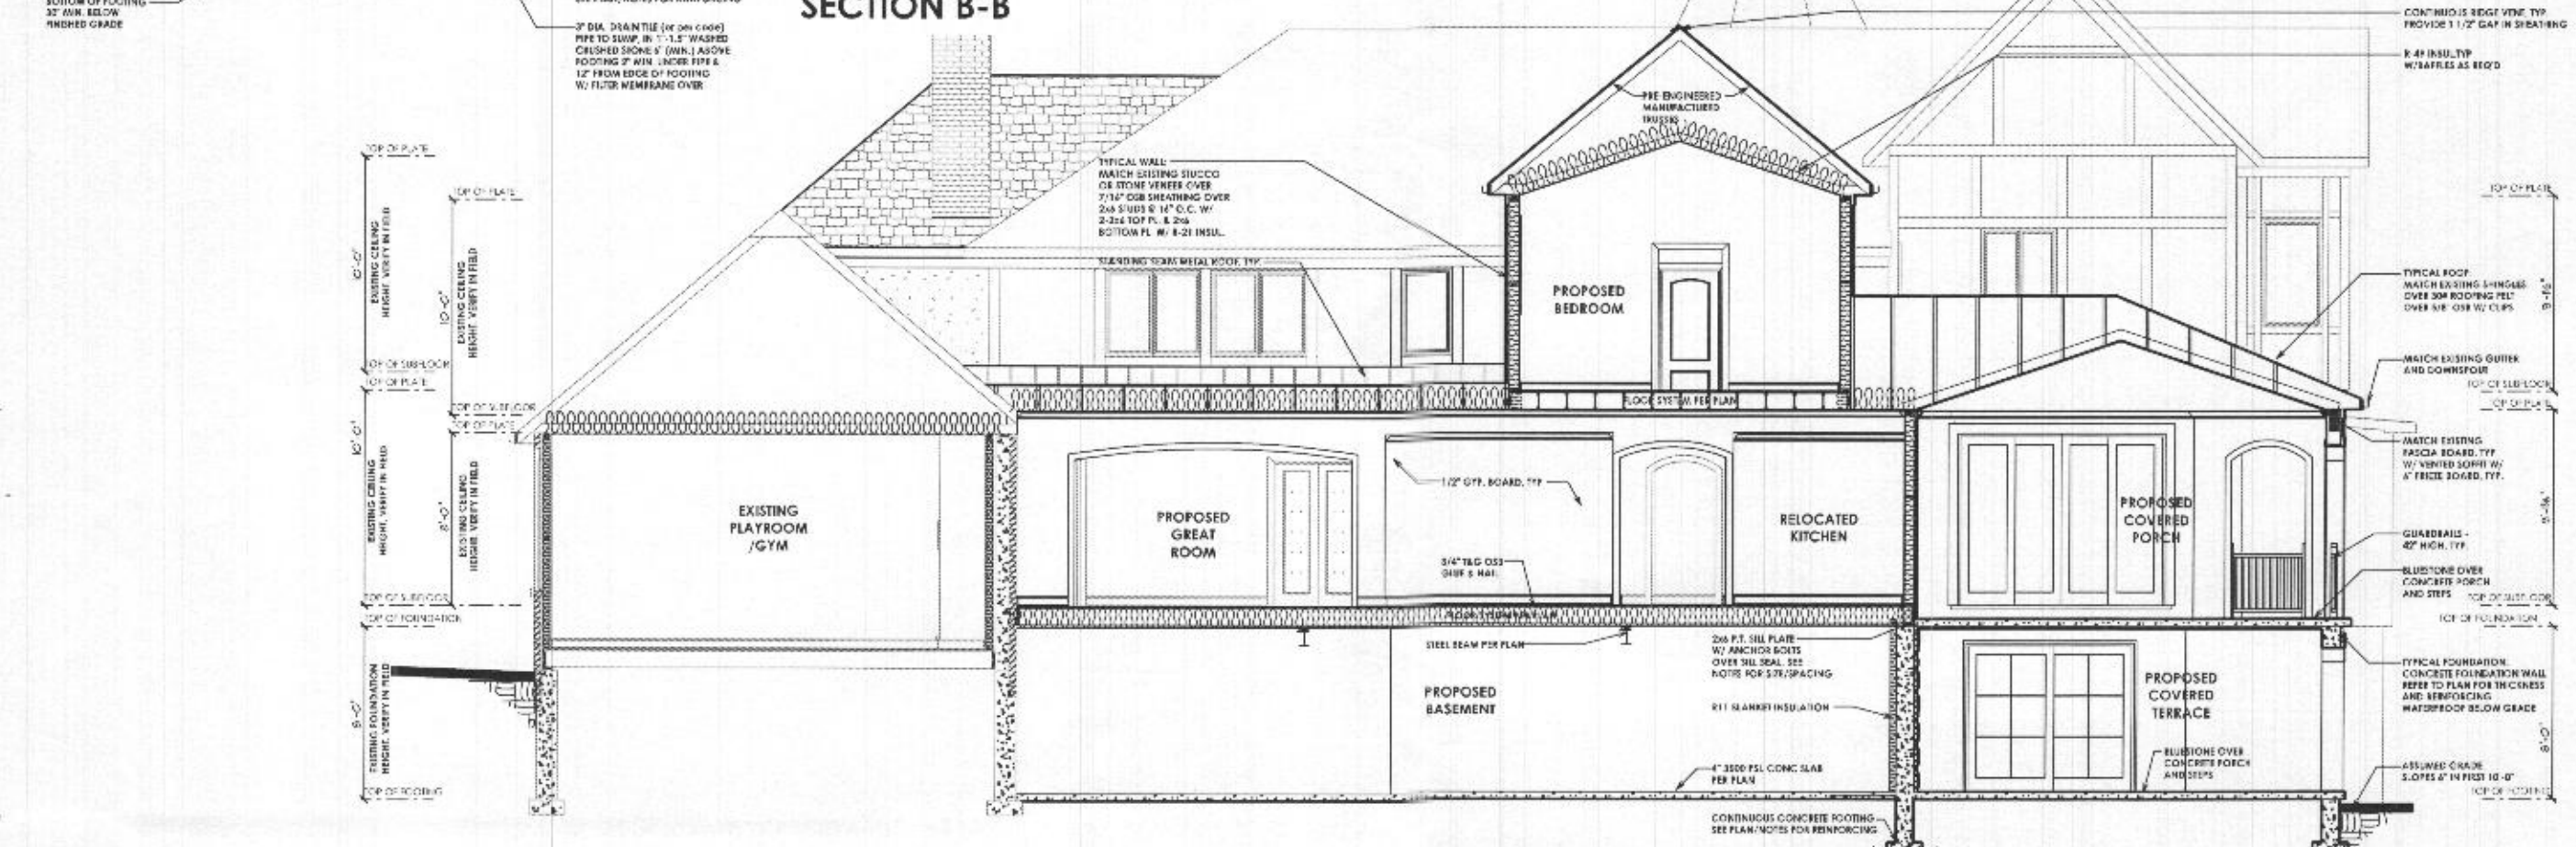 BOTTOM OF FOOTING
30" MIN. BELOW
FINISHED GRADE
3" DIA. DRAIN TILE (or per code)
PIPE TO SUMP, IN 1"-1.5" WASHED
CRUSHED STONE 6" (MIN.) ABOVE
FOOTING 2" MIN. UNDER PIPE &
12" FROM EDGE OF FOOTING
W/ FILTER MEMBRANE OVER
SECTION B-B
CONTINUOUS RIDGE VENT, TYP.
PROVIDE 1 1/2" GAP IN SHEATHING
R-49 INSUL.TYP
W/BAFFLES AS REQ'D
PRE-ENGINEERED
MANUFACTURED
TRUSSES
TOP OF PLATE
TOP OF PLATE
TYPICAL WALL:
MATCH EXISTING STUCCO
OR STONE VENEER OVER
7/16" OSB SHEATHING OVER
2x6 STUDS @ 16" O.C. W/
2-2x6 TOP PL. & 2x6
BOTTOM PL. W/ R-21 INSUL.
STANDING SEAM METAL ROOF, TYP.
TOP OF PLATE
10'-0"
EXISTING CEILING
HEIGHT. VERIFY IN FIELD
10'-0"
EXISTING CEILING
HEIGHT. VERIFY IN FIELD
PROPOSED
BEDROOM
TYPICAL ROOF:
MATCH EXISTING SHINGLES
OVER 30# ROOFING FELT
OVER 5/8" OSB W/ CLIPS
MATCH EXISTING GUTTER
AND DOWNSPOUT
TOP OF SUBFLOOR
TOP OF PLATE
TOP OF SUBFLOOR
TOP OF PLATE
TOP OF SUBFLOOR
TOP OF PLATE
FLOOR SYSTEM PER PLAN
10'-0"
EXISTING CEILING
HEIGHT. VERIFY IN FIELD
8'-0"
EXISTING CEILING
HEIGHT. VERIFY IN FIELD
EXISTING
PLAYROOM
/GYM
PROPOSED
GREAT
ROOM
1/2" GYP. BOARD, TYP
3/4" T&G OSB
GLUE & NAIL
RELOCATED
KITCHEN
PROPOSED
COVERED
PORCH
MATCH EXISTING
FASCIA BOARD, TYP
W/ VENTED SOFFIT W/
6" FRIEZE BOARD, TYP.
GUARDRAILS -
42" HIGH, TYP.
BLUESTONE OVER
CONCRETE PORCH
AND STEPS
TOP OF SUBFLOOR
TOP OF FOUNDATION
TOP OF SUBFLOOR
TOP OF FOUNDATION
STEEL BEAM PER PLAN
2x6 P.T. SILL PLATE
W/ ANCHOR BOLTS
OVER SILL SEAL. SEE
NOTES FOR SIZE/SPACING
EXISTING FOUNDATION
HEIGHT. VERIFY IN FIELD
PROPOSED
BASEMENT
R11 BLANKET INSULATION
PROPOSED
COVERED
TERRACE
TYPICAL FOUNDATION:
CONCRETE FOUNDATION WALL
REFER TO PLAN FOR THICKNESS
AND REINFORCING
WATERPROOF BELOW GRADE
4" 3500 PSI. CONC SLAB
PER PLAN
BLUESTONE OVER
CONCRETE PORCH
AND STEPS
ASSUMED GRADE
SLOPES 6" IN FIRST 10'-0"
TOP OF FOOTING
TOP OF FOOTING
CONTINUOUS CONCRETE FOOTING
SEE PLAN/NOTES FOR REINFORCING